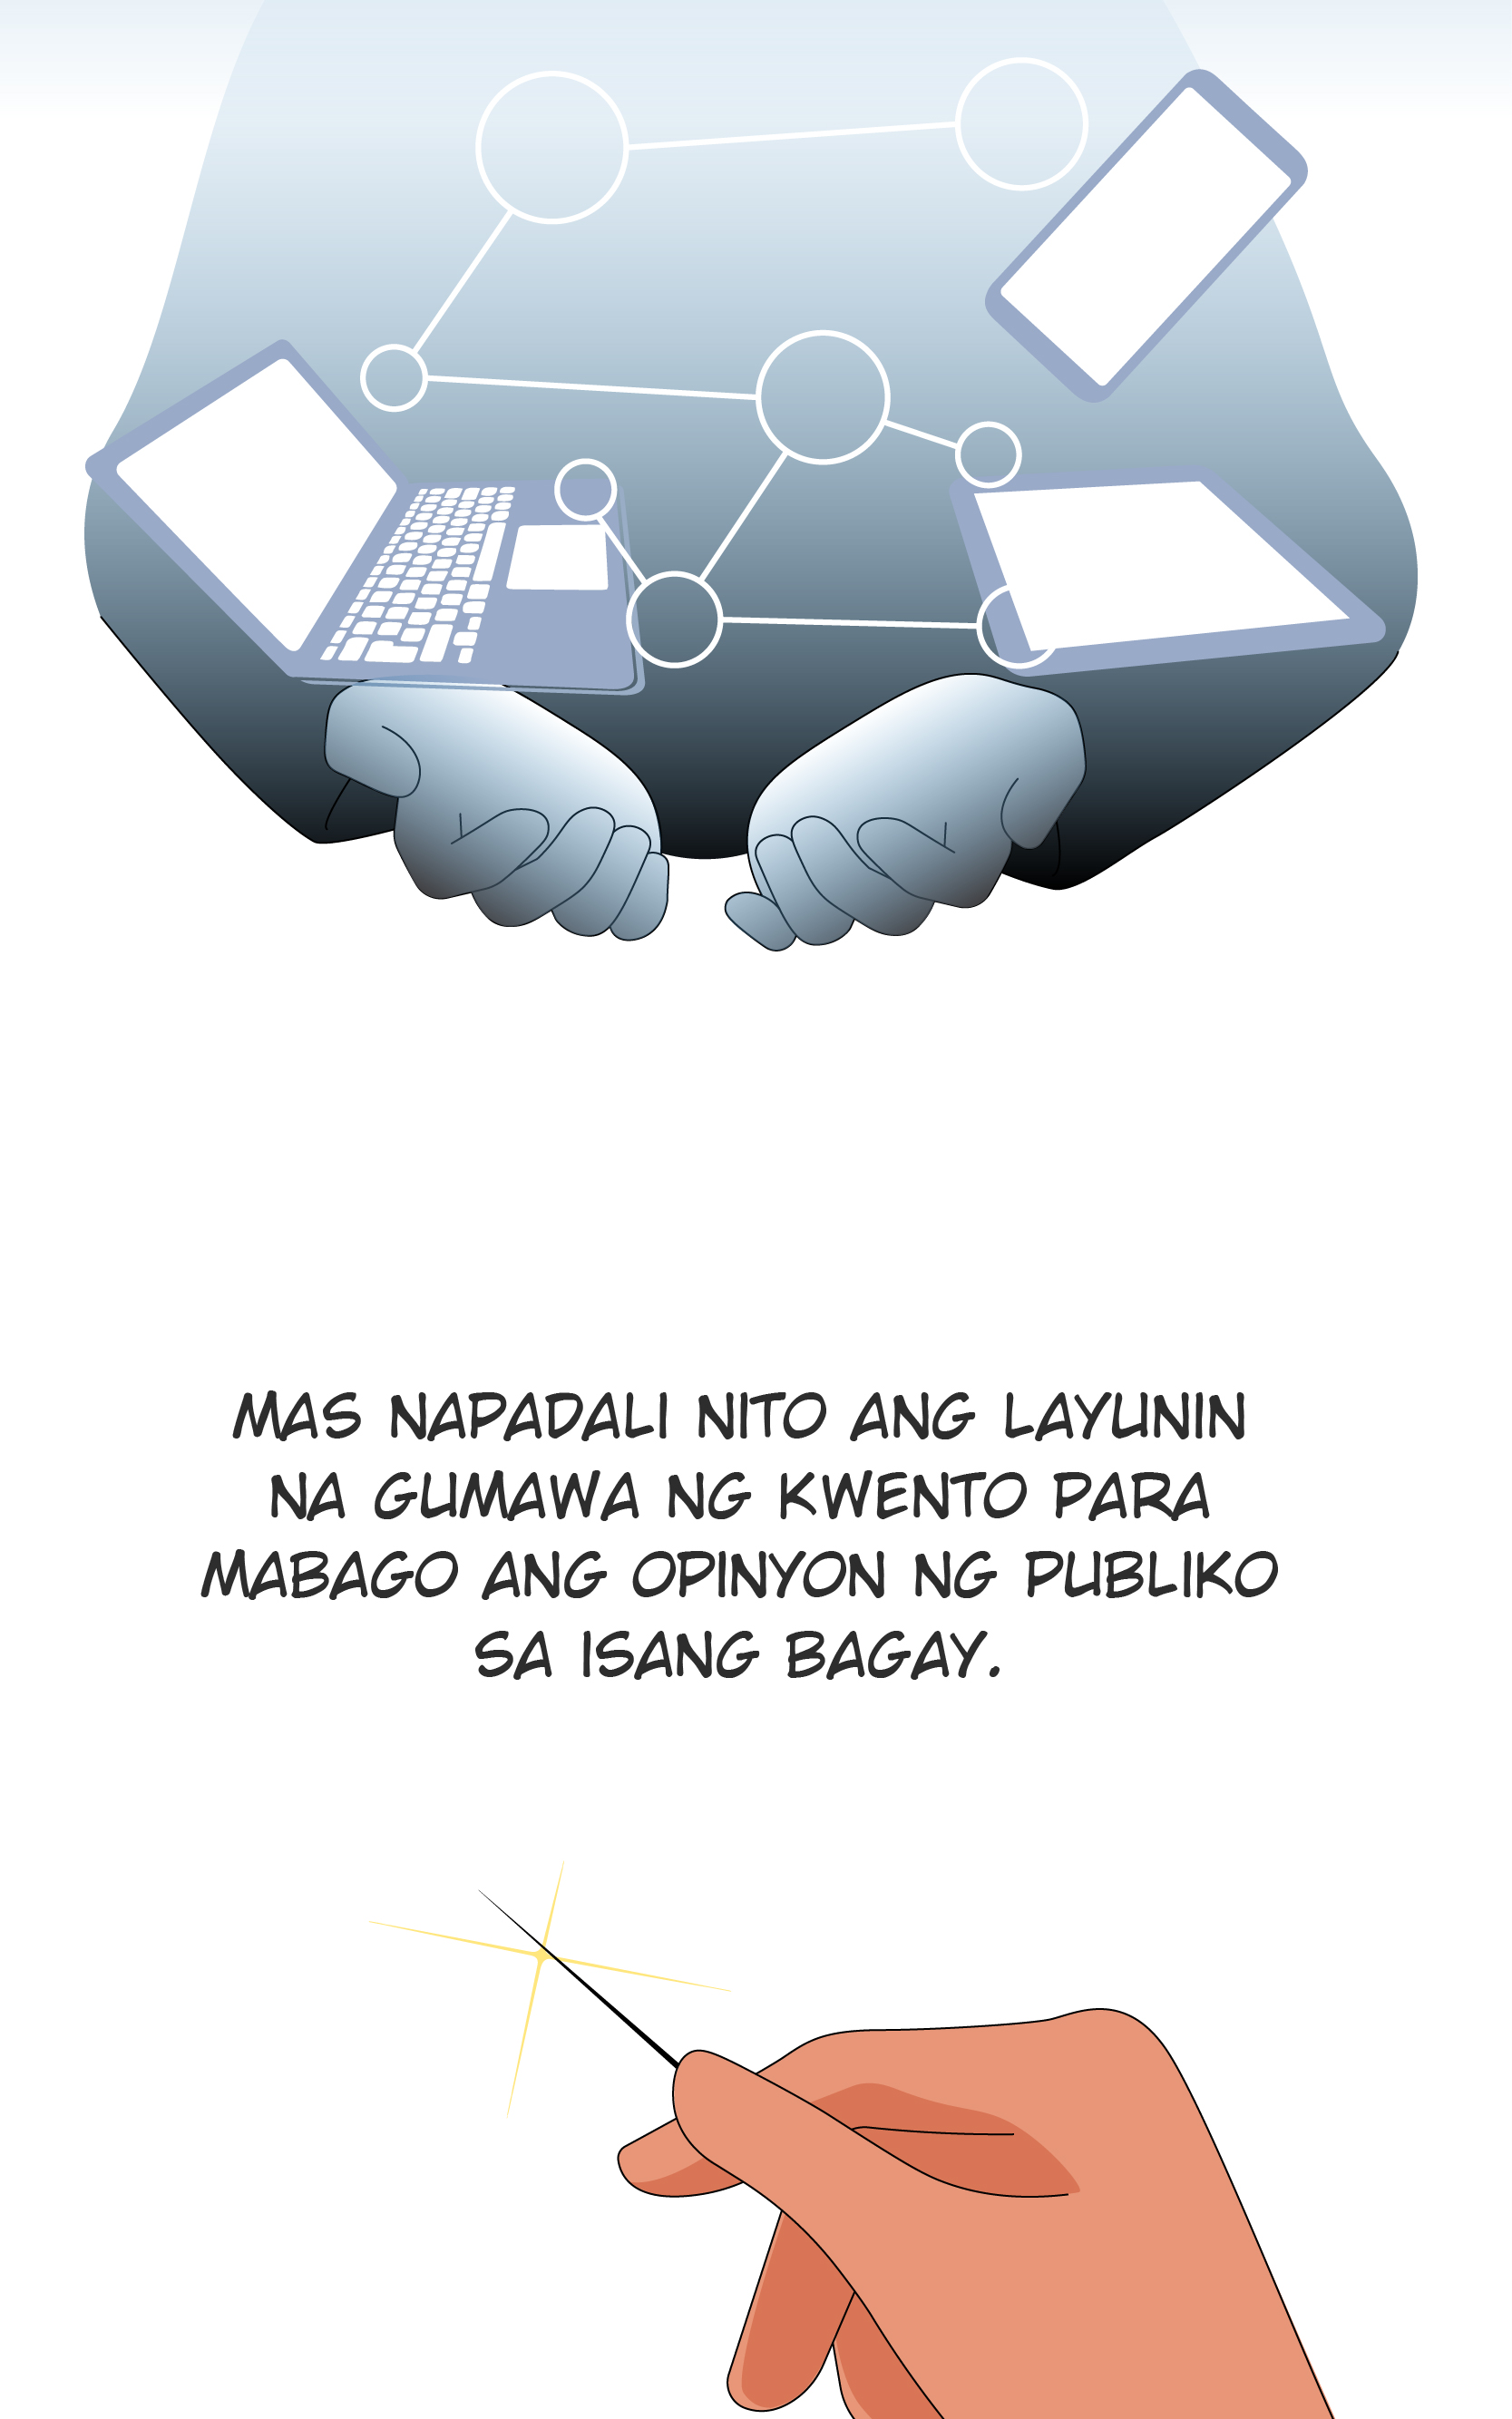 MAS NAPADALI NITO ANG LAYUNIN
NA GUMAWA NG KWENTO PARA
MABAGO ANG OPINYON NG PUBLIKO
SA ISANG BAGAY.